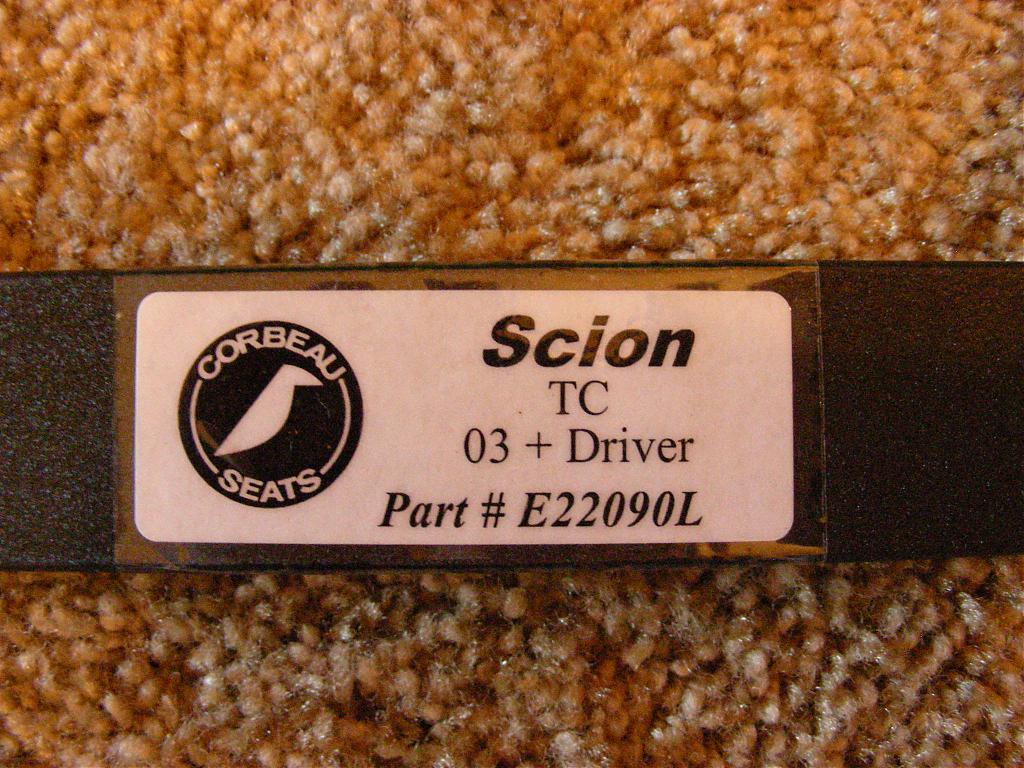 CORBEAU
SEATS
Scion
TC
03 + Driver
Part # E22090L